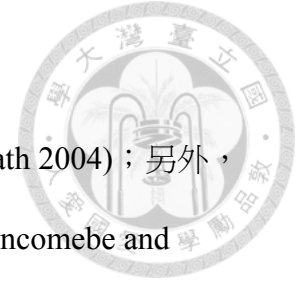 ath 2004)；另外，
ncomebe and